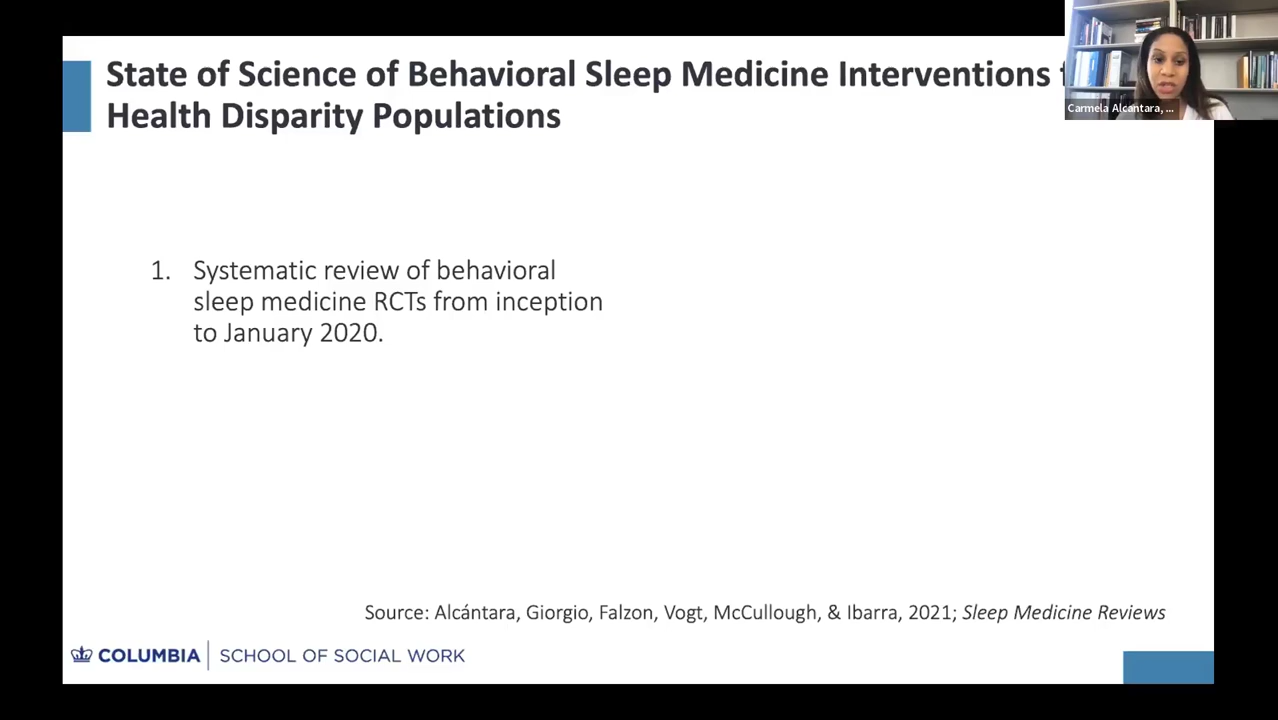 State of Science of Behavioral Sleep Medicine Interventions
Health Disparity Populations
Carmela Alcantara, ...
1. Systematic review of behavioral
sleep medicine RCTs from inception
to January 2020.
Source: Alcántara, Giorgio, Falzon, Vogt, McCullough, & Ibarra, 2021; Sleep Medicine Reviews
COLUMBIA | SCHOOL OF SOCIAL WORK